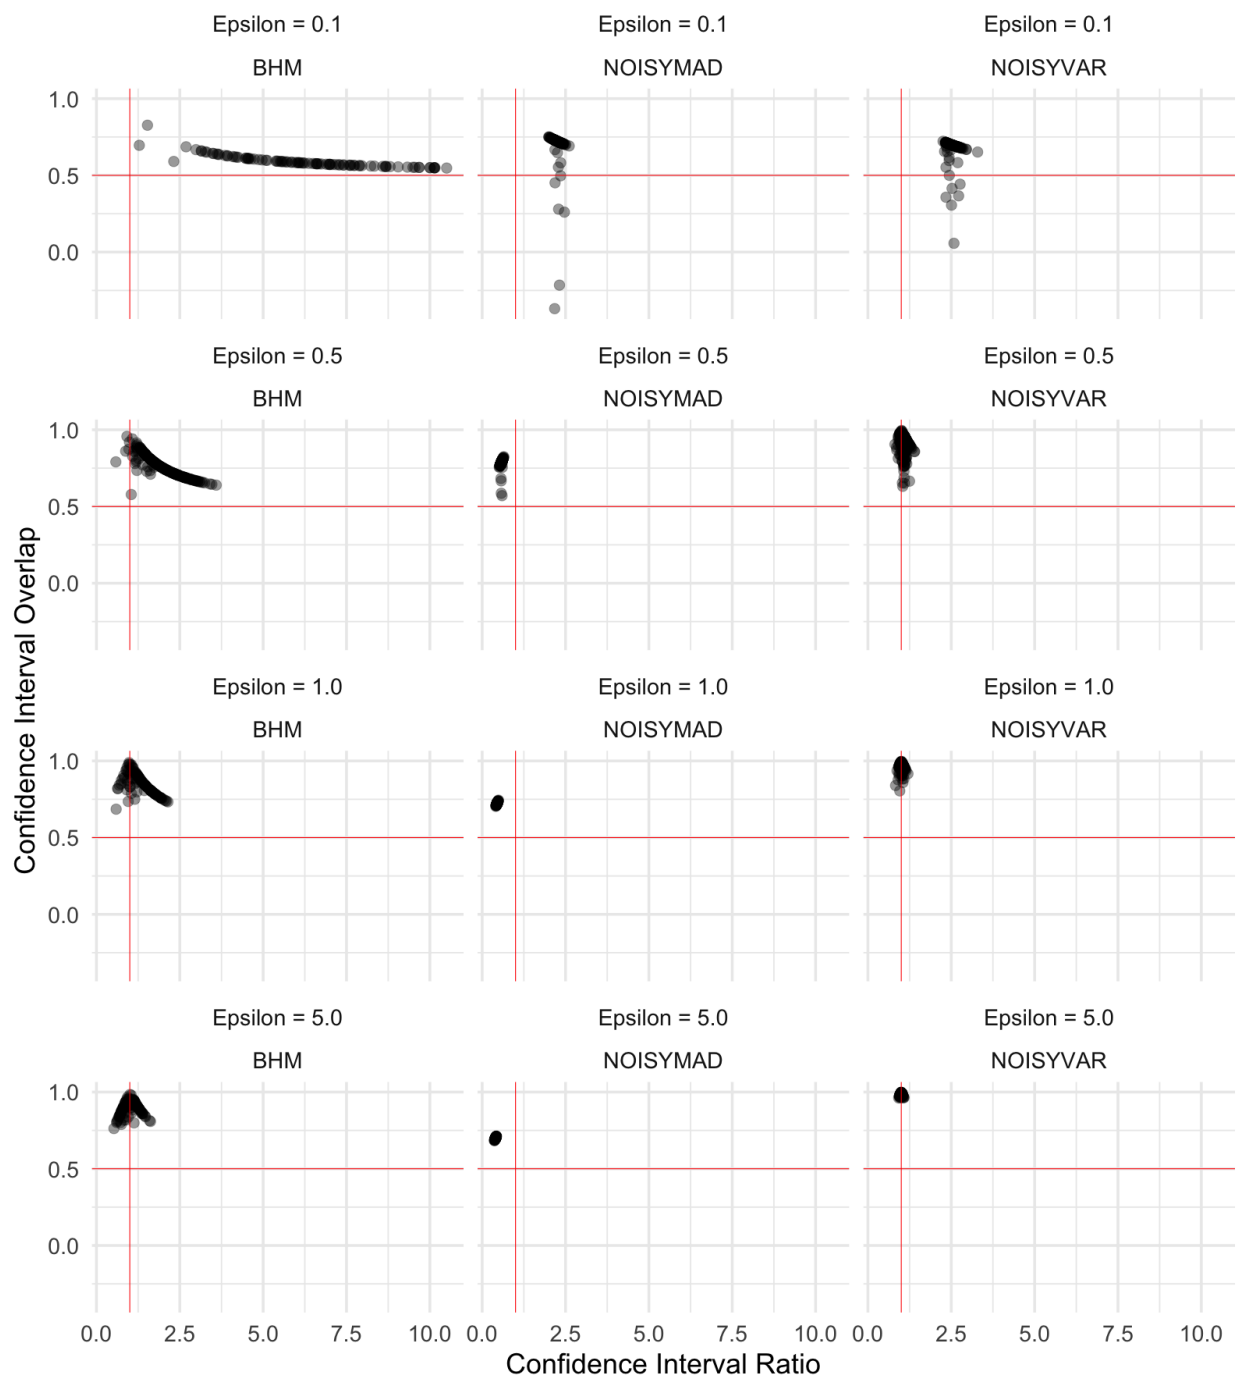 Epsilon = 0.1 Epsilon = 0.1 Epsilon = 0.1
BHM NOISYMAD NOISYVAR
1.0
0.5
0.0
Epsilon = 0.5 Epsilon = 0.5 Epsilon = 0.5
BHM NOISYMAD NOISYVAR
1.0
0.5
0.0
Confidence Interval Overlap
Epsilon = 1.0 Epsilon = 1.0 Epsilon = 1.0
BHM NOISYMAD NOISYVAR
1.0
0.5
0.0
Epsilon = 5.0 Epsilon = 5.0 Epsilon = 5.0
BHM NOISYMAD NOISYVAR
1.0
0.5
0.0
0.0 2.5 5.0 7.5 10.0 0.0 2.5 5.0 7.5 10.0 0.0 2.5 5.0 7.5 10.0
Confidence Interval Ratio